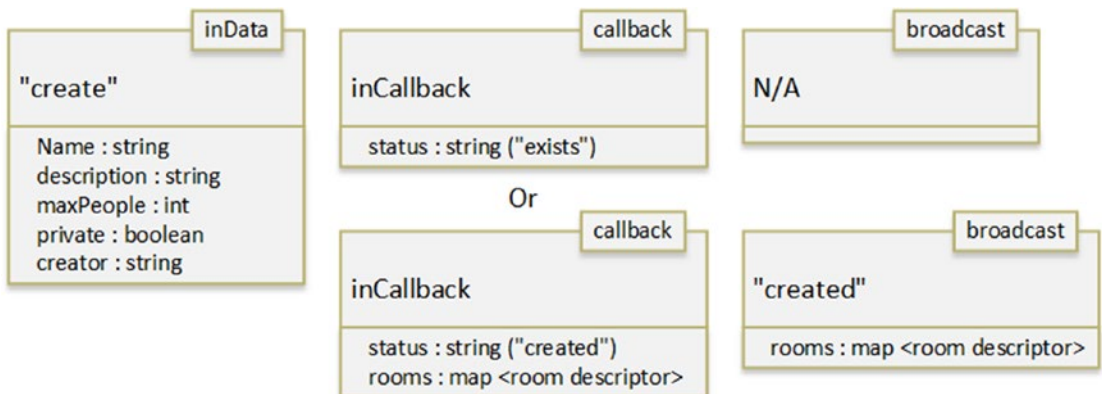 inData
"create"
Name : string
description : string
maxPeople : int
private : boolean
creator : string
callback
inCallback
status : string ("exists")
broadcast
N/A
Or
callback
inCallback
status : string ("created")
rooms : map <room descriptor>
broadcast
"created"
rooms : map <room descriptor>